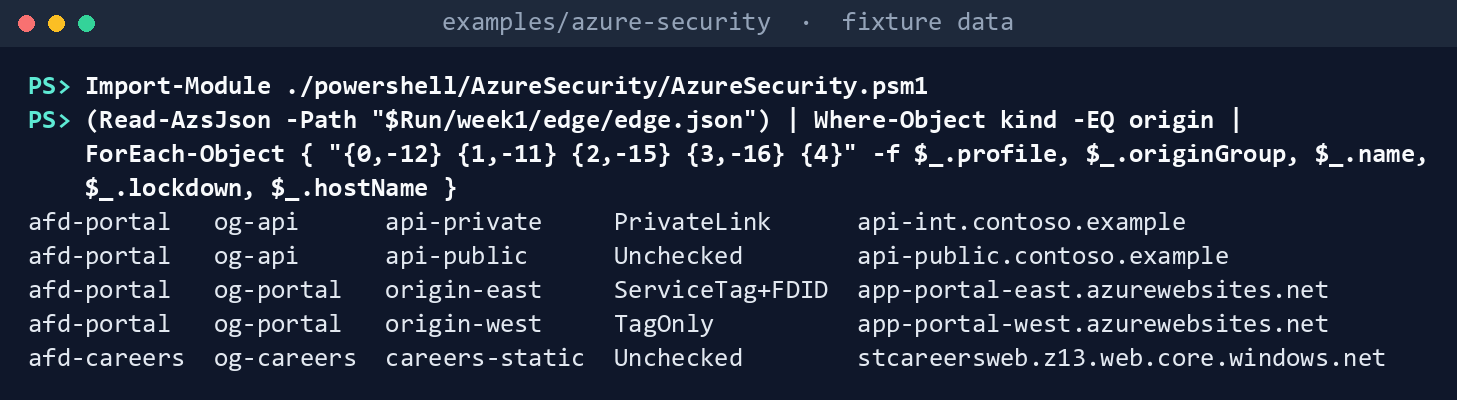 examples/azure-security  ·  fixture data
PS> Import-Module ./powershell/AzureSecurity/AzureSecurity.psm1
PS> (Read-AzsJson -Path "$Run/week1/edge/edge.json") | Where-Object kind -EQ origin |
    ForEach-Object { "{0,-12} {1,-11} {2,-15} {3,-16} {4}" -f $_.profile, $_.originGroup, $_.name,
    $_.lockdown, $_.hostName }
afd-portal   og-api      api-private     PrivateLink      api-int.contoso.example
afd-portal   og-api      api-public      Unchecked        api-public.contoso.example
afd-portal   og-portal   origin-east     ServiceTag+FDID  app-portal-east.azurewebsites.net
afd-portal   og-portal   origin-west     TagOnly          app-portal-west.azurewebsites.net
afd-careers  og-careers  careers-static  Unchecked        stcareersweb.z13.web.core.windows.net